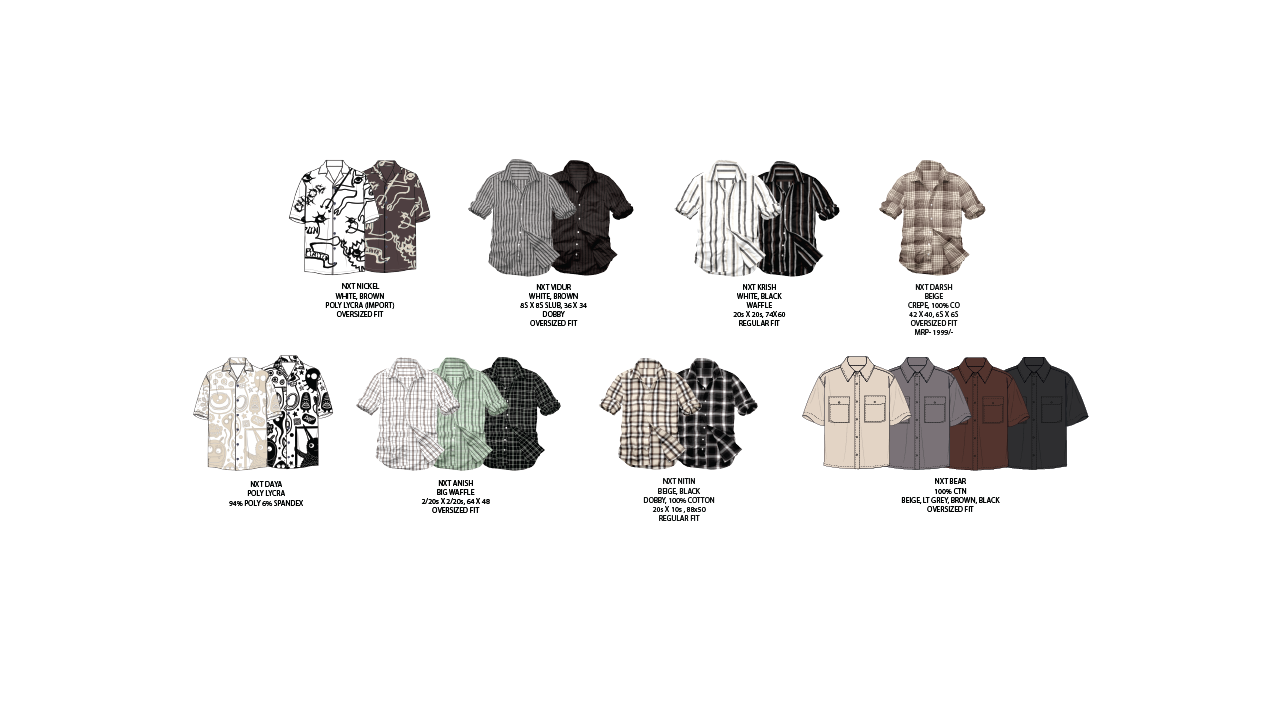 NXT NICKEL
WHITE, BROWN
POLY LYCRA (IMPORT)
OVERSIZED FIT
NXT VIDUR
WHITE, BROWN
8S X 8S SLUB, 36 X 34
DOBBY
OVERSIZED FIT
NXT KRISH
WHITE, BLACK
WAFFLE
20s X 20s, 74X60
REGULAR FIT
NXT DARSH
BEIGE
CREPE, 100% CO
42 X 40, 6S X 6S
OVERSIZED FIT
MRP- 1999/-
NXT DAYA
POLY LYCRA
94% POLY 6% SPANDEX
NXT ANISH
BIG WAFFLE
2/20s X 2/20s, 64 X 48
OVERSIZED FIT
NXT NITIN
BEIGE, BLACK
DOBBY, 100% COTTON
20s X 10s , 88x50
REGULAR FIT
NXT BEAR
100% CTN
BEIGE, LT GREY, BROWN, BLACK
OVERSIZED FIT